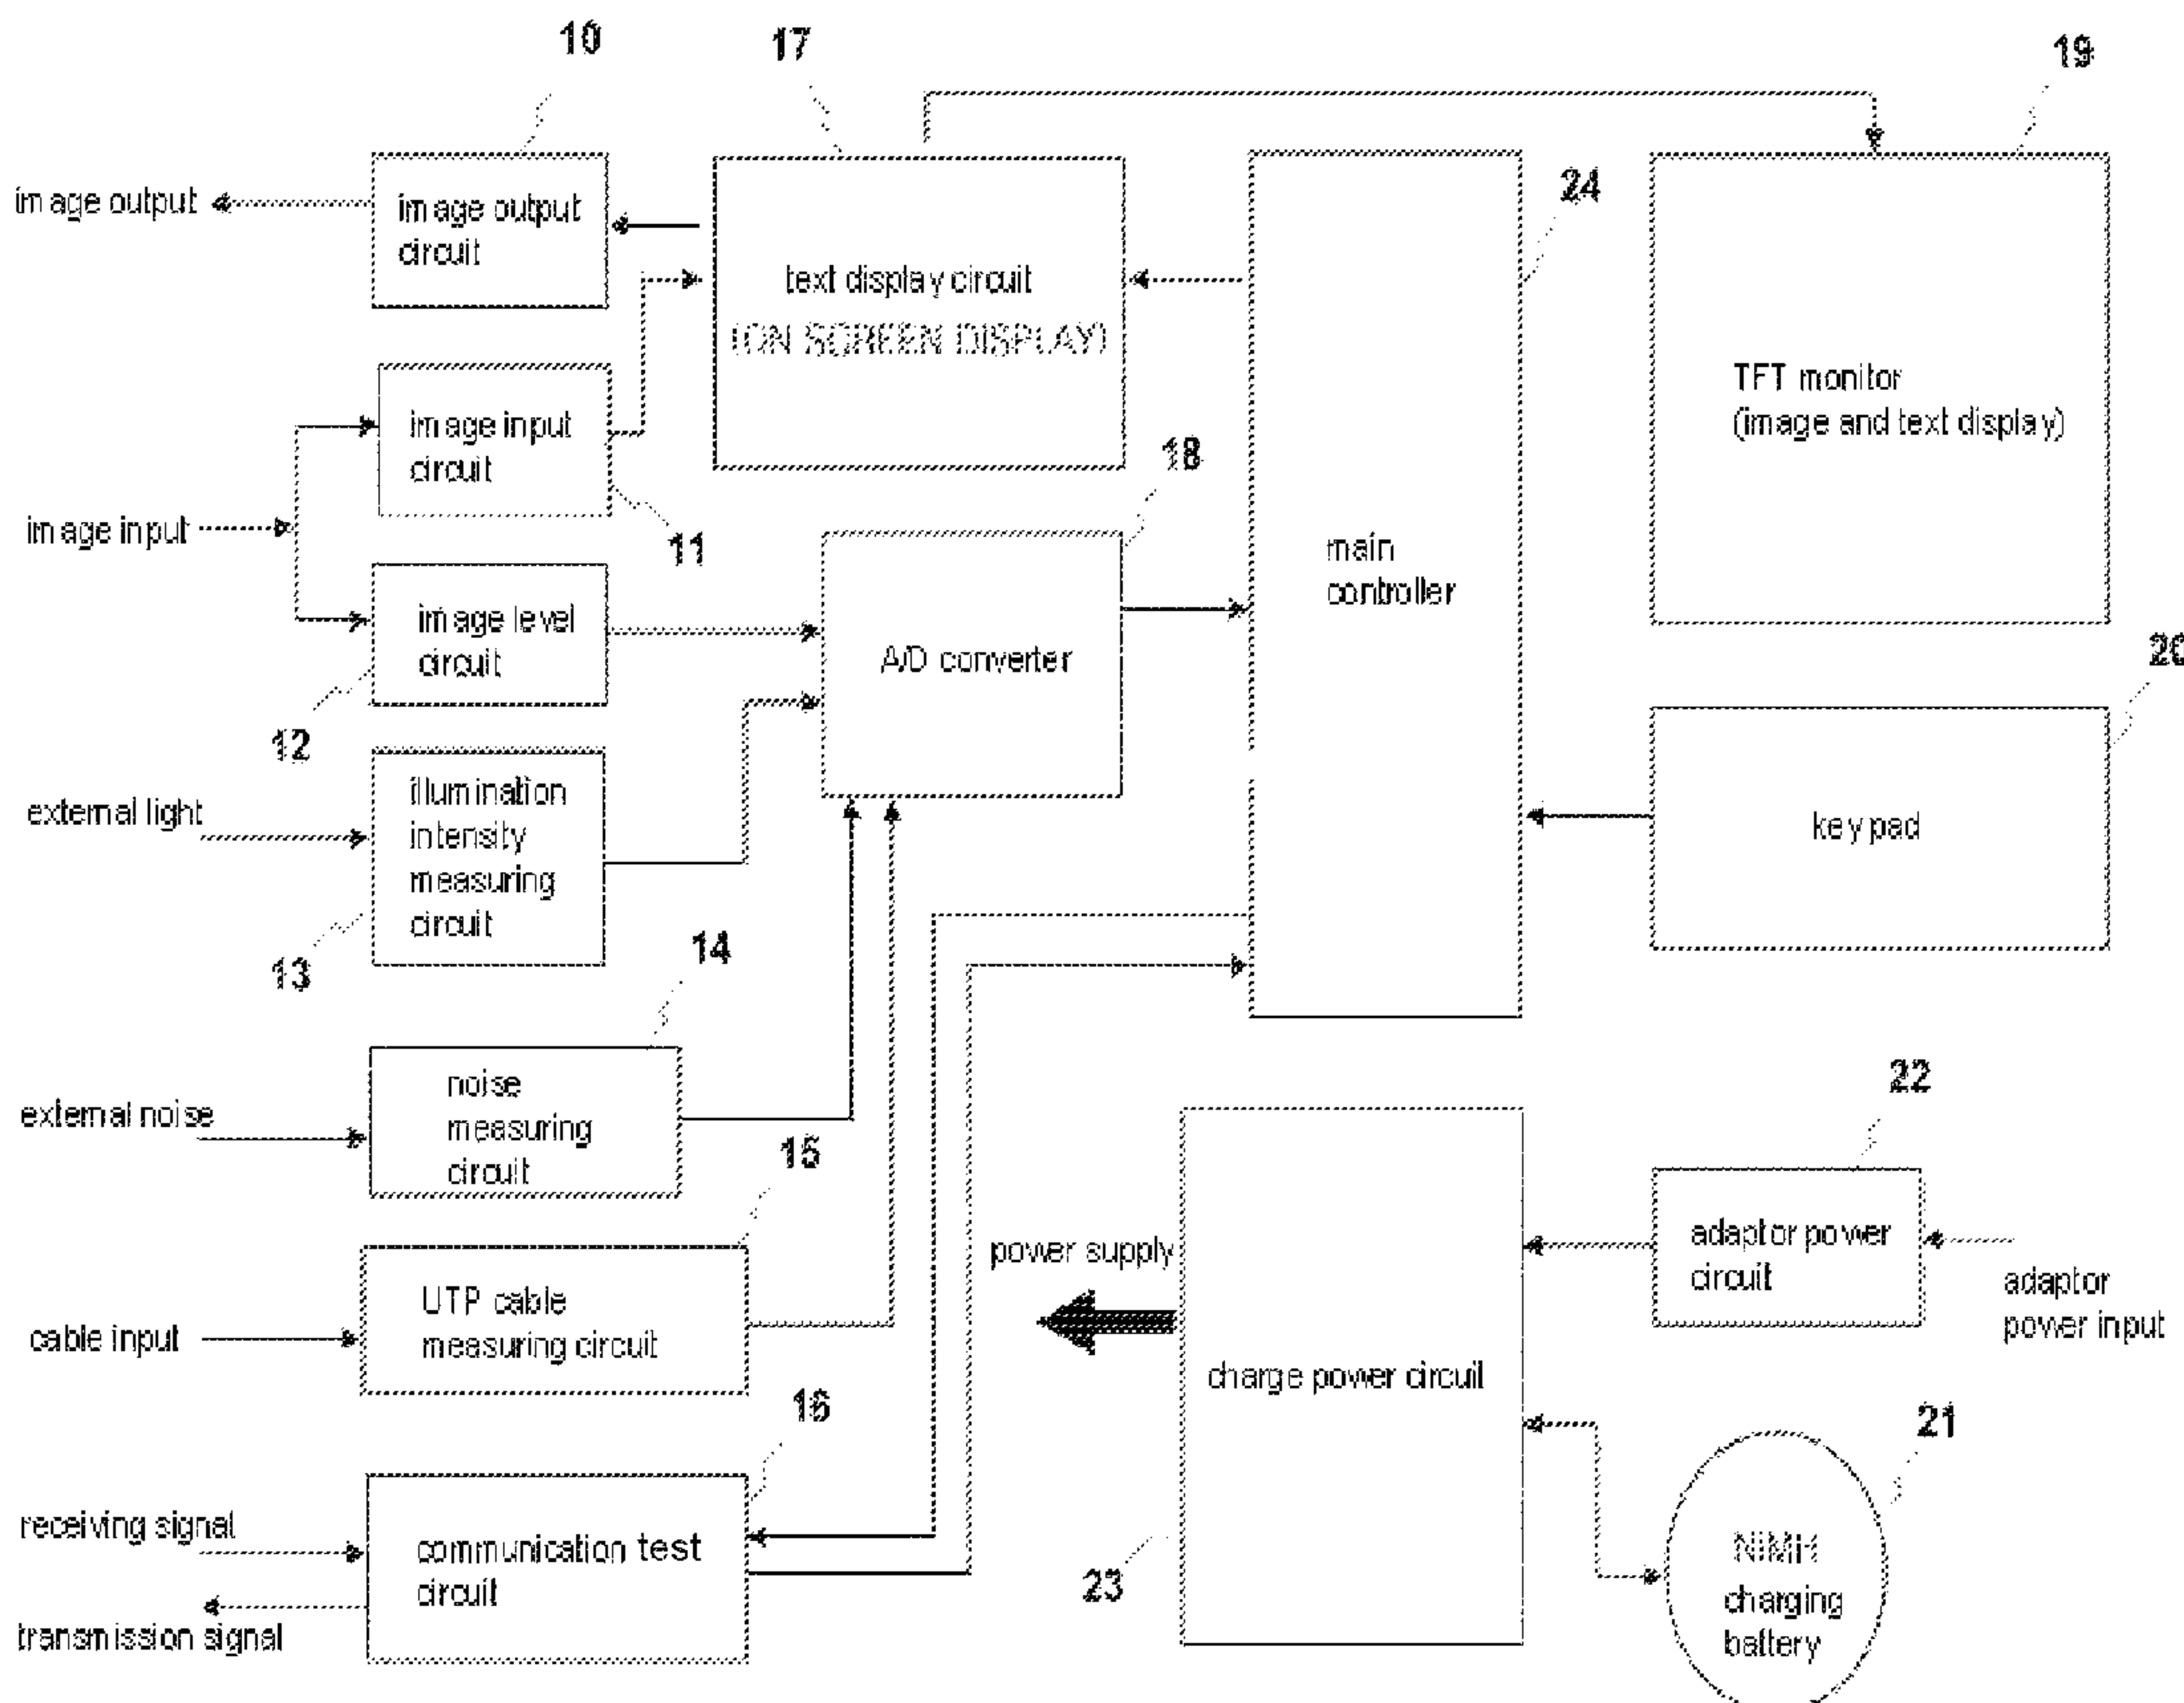 10
17
19
image output
image output
circuit
24
text display circuit
(ON SCREEN DISPLAY)
TFT monitor
(image and text display)
image input
circuit
18
image input
11
main
controller
image level
circuit
A/D converter
20
12
external light
illumination
intensity
measuring
circuit
key pad
13
14
external noise
noise
measuring
circuit
22
15
power supply
adaptor power
circuit
adaptor
power input
UTP cable
measuring circuit
cable input
charge power circuit
16
21
receiving signal
communication test
circuit
23
NiMH
charging
battery
transmission signal